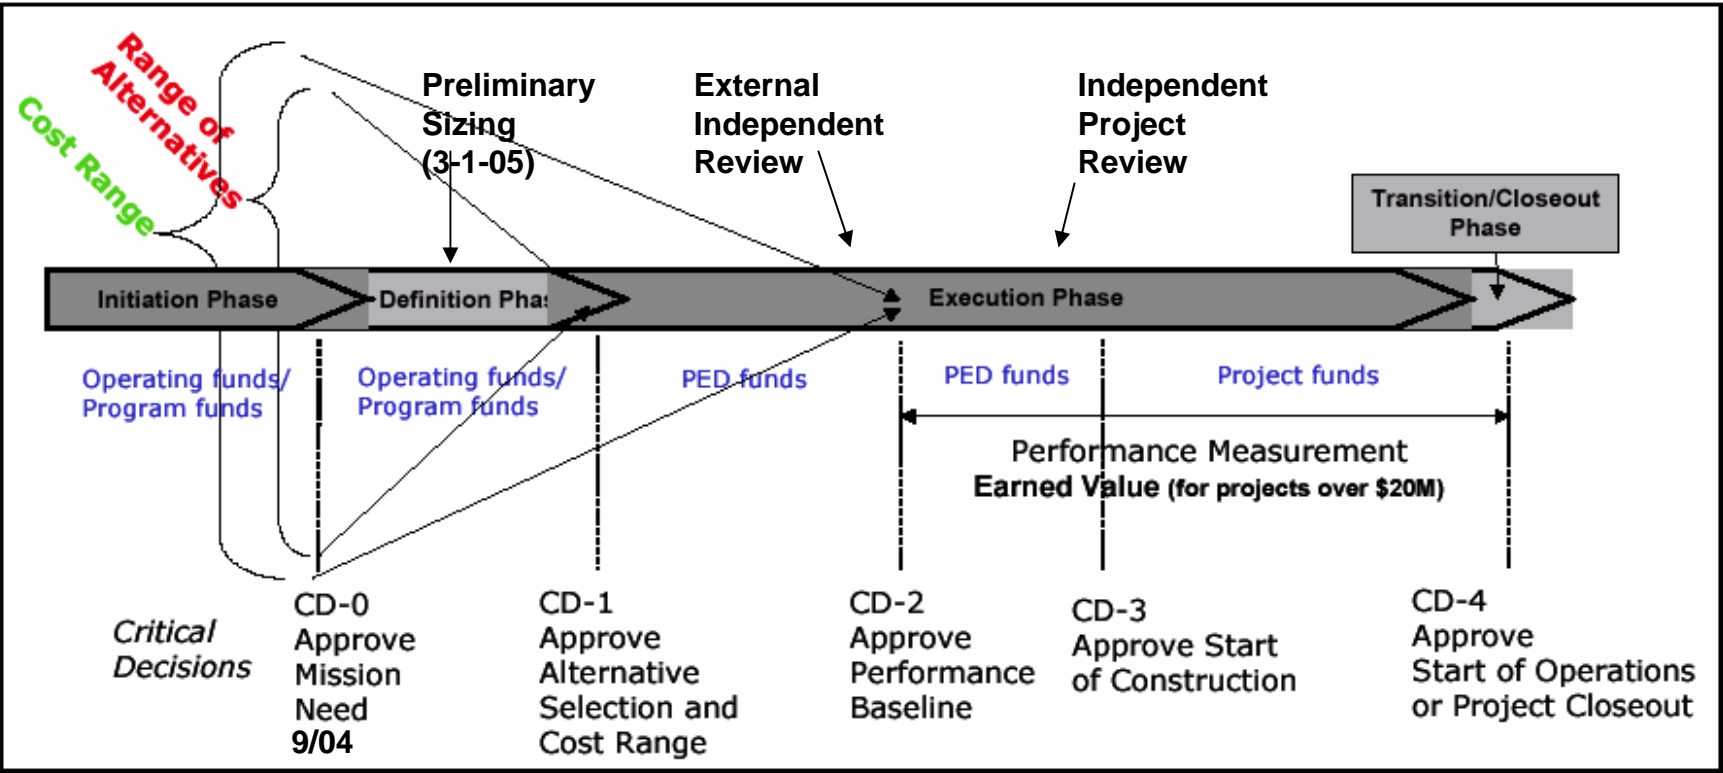 Range of
Alternatives
Cost Range
Preliminary
Sizing
(3-1-05)
External
Independent
Review
Independent
Project
Review
Transition/Closeout
Phase
Initiation Phase
Definition Phas
Execution Phase
Operating funds/
Program funds
Operating funds/
Program funds
PED funds
PED funds
Project funds
Performance Measurement
Earned Value (for projects over $20M)
Critical
Decisions
CD-0
Approve
Mission
Need
9/04
CD-1
Approve
Alternative
Selection and
Cost Range
CD-2
Approve
Performance
Baseline
CD-3
Approve Start
of Construction
CD-4
Approve
Start of Operations
or Project Closeout